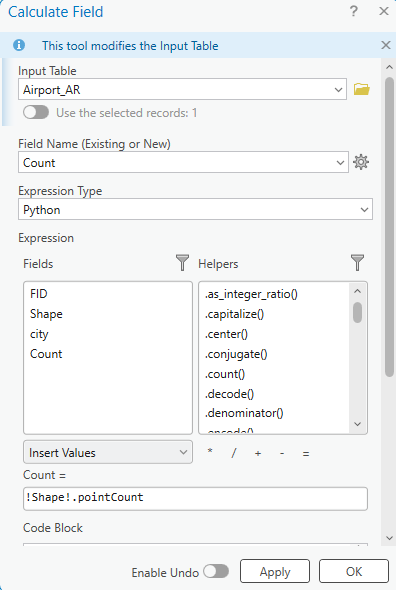 Calculate Field ? ×
This tool modifies the Input Table ×
Input Table
Airport_AR
Use the selected records: 1
Field Name (Existing or New)
Count
Expression Type
Python
Expression
Fields Helpers
FID .as_integer_ratio()
Shape .capitalize()
city .center()
Count .conjugate()
.count()
.decode()
.denominator()
.encode()
Insert Values * / + - =
Count =
!Shape!.pointCount
Code Block
Enable Undo Apply OK